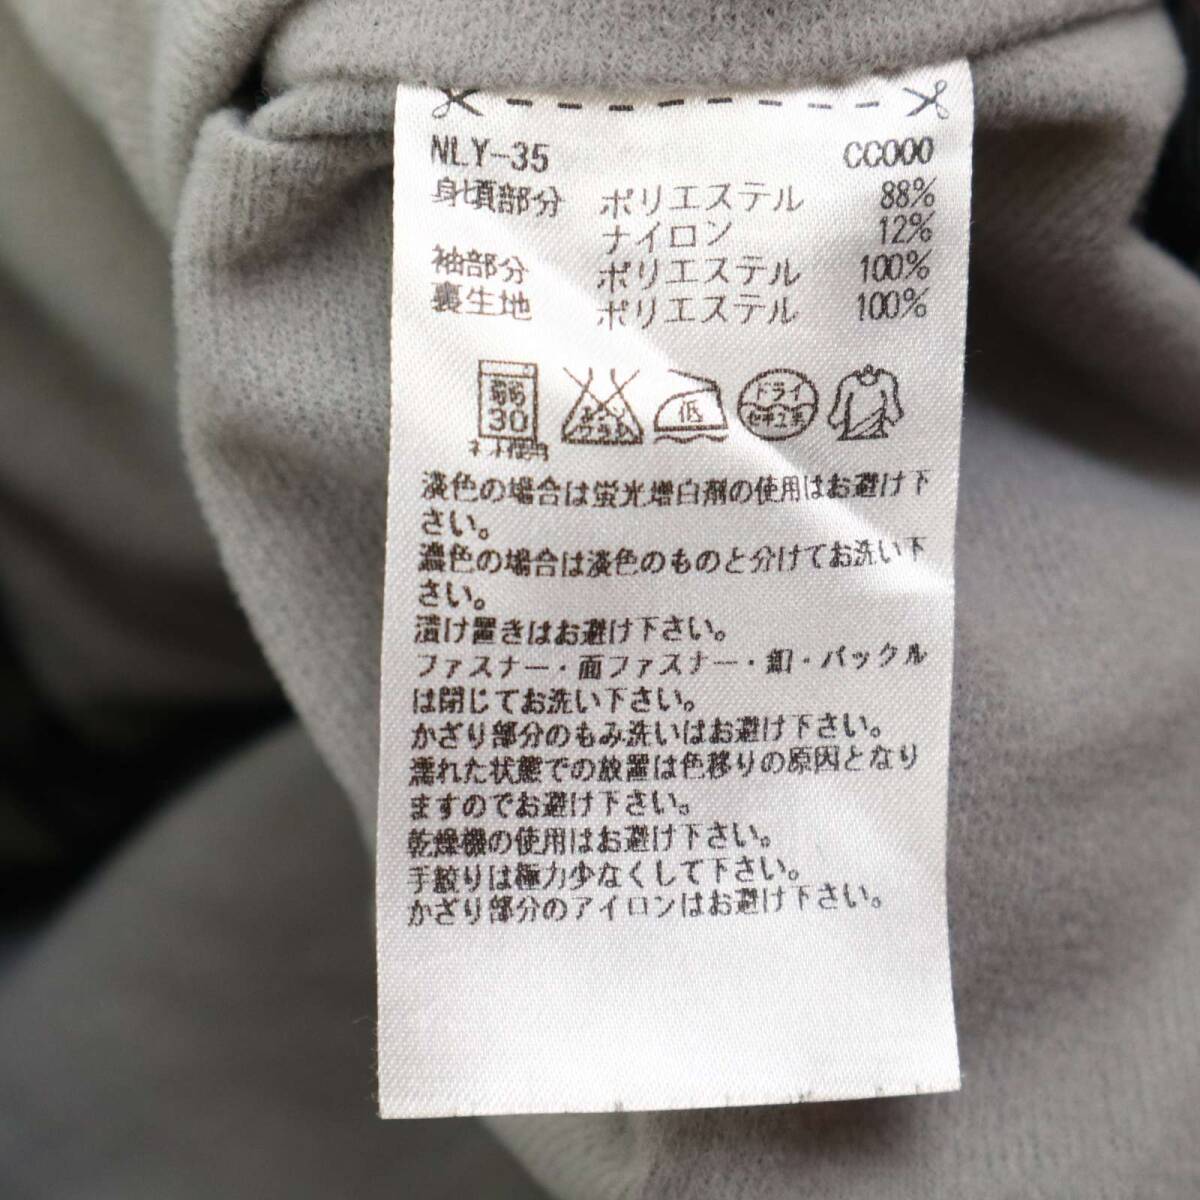 NLY-35 CC000
身頃部分 ポリエステル 88%
ナイロン 12%
袖部分 ポリエステル 100%
裏生地 ポリエステル 100%
弱 30 低 ドライ
ネット使用
淡色の場合は蛍光増白剤の使用はお避け下
さい。
濃色の場合は淡色のものと分けてお洗い下
さい。
漬け置きはお避け下さい。
ファスナー・面ファスナー・釦・バックル
は閉じてお洗い下さい。
かざり部分のもみ洗いはお避け下さい。
濡れた状態での放置は色移りの原因となり
ますのでお避け下さい。
乾燥機の使用はお避け下さい。
手絞りは極力少なくして下さい。
かざり部分のアイロンはお避け下さい。